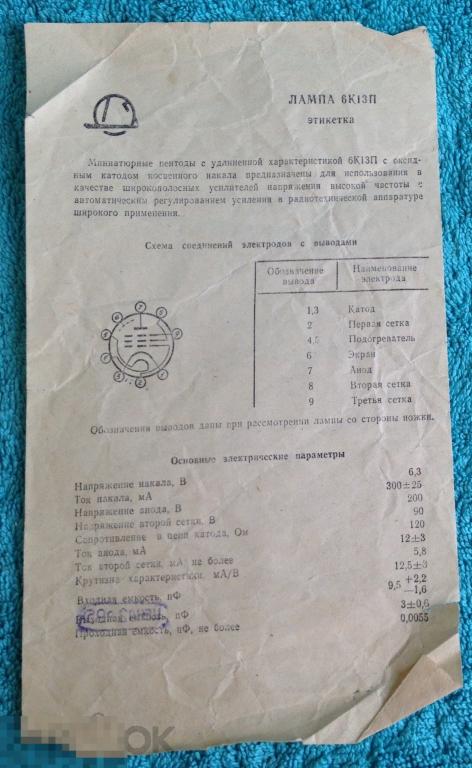 ЛАМПА 6К13П
этикетка
Миниатюрные пентоды с удлиненной характеристикой 6К13П с оксид-
ным катодом косвенного накала предназначены для использования в
качестве широкополосных усилителей напряжения высокой частоты с
автоматическим регулированием усиления в радиотехнической аппаратуре
широкого применения.
Схема соединений электродов с выводами
Обозначение вывода Наименование электрода
1,3 Катод
2 Первая сетка
4,5 Подогреватель
6 Экран
7 Анод
8 Вторая сетка
9 Третья сетка
Обозначения выводов даны при рассмотрении лампы со стороны ножки.
Основные электрические параметры
Напряжение накала, В 6,3
Ток накала, мА 300±25
Напряжение анода, В 200
Напряжение второй сетки, В 90
Сопротивление в цепи катода, Ом 120
Ток анода, мА 12±3
Ток второй сетки, мА, не более 5,8
Крутизна характеристики, мА/В 12,5±3
Входная емкость, пФ 9,5 +2,2 −1,6
емкость, пФ 3±0,6
Проходная емкость, пФ, не более 0,0055
ОК